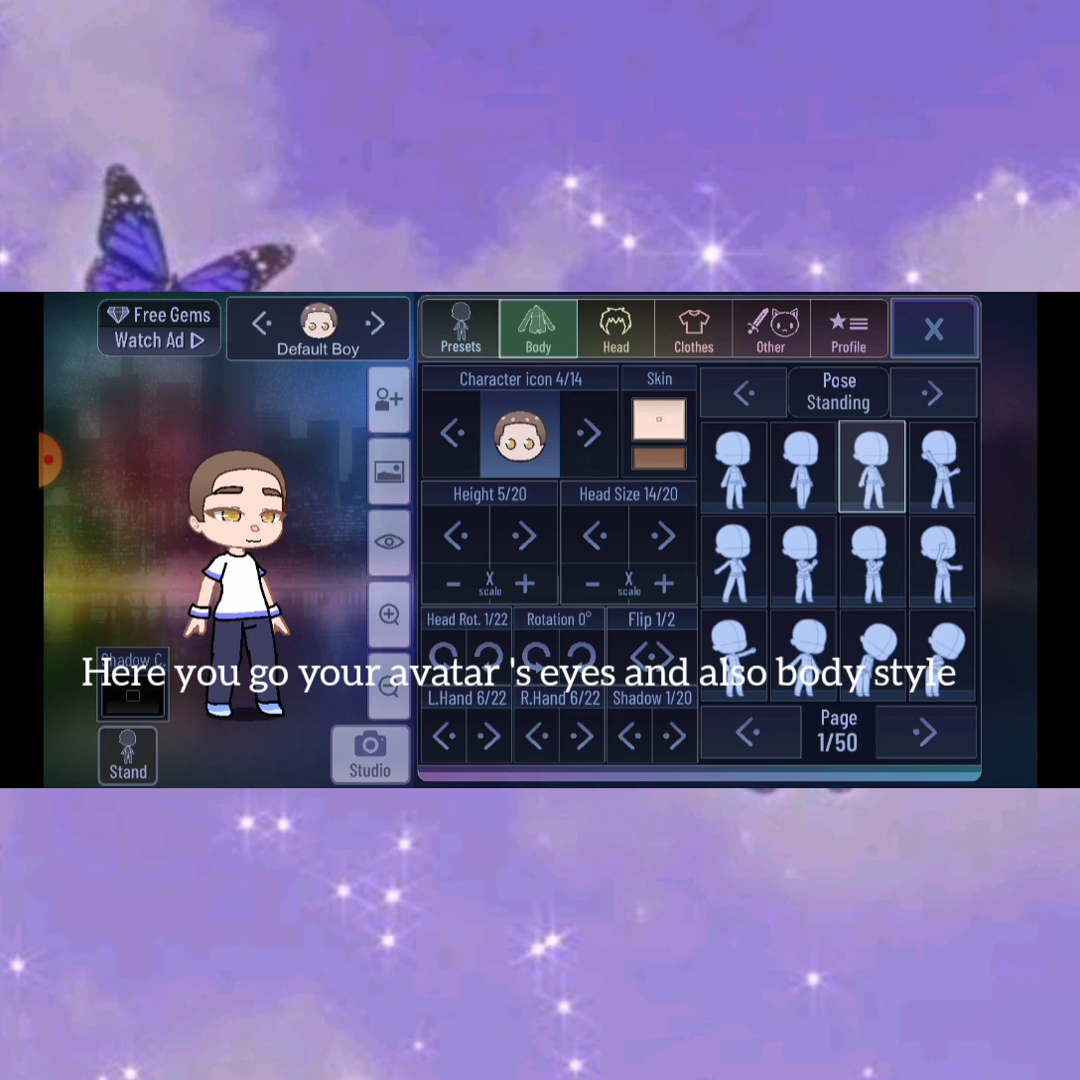 Free Gems
Watch Ad
Default Boy
Presets
Body
Head
Clothes
Other
Profile
X
Character icon 4/14
Skin
Pose
Standing
Height 5/20
Head Size 14/20
X
scale
X
scale
Head Rot. 1/22
Rotation 0°
Flip 1/2
Shadow C.
Here you go your avatar 's eyes and also body style
L.Hand 6/22
R.Hand 6/22
Shadow 1/20
Page
1/50
Stand
Studio